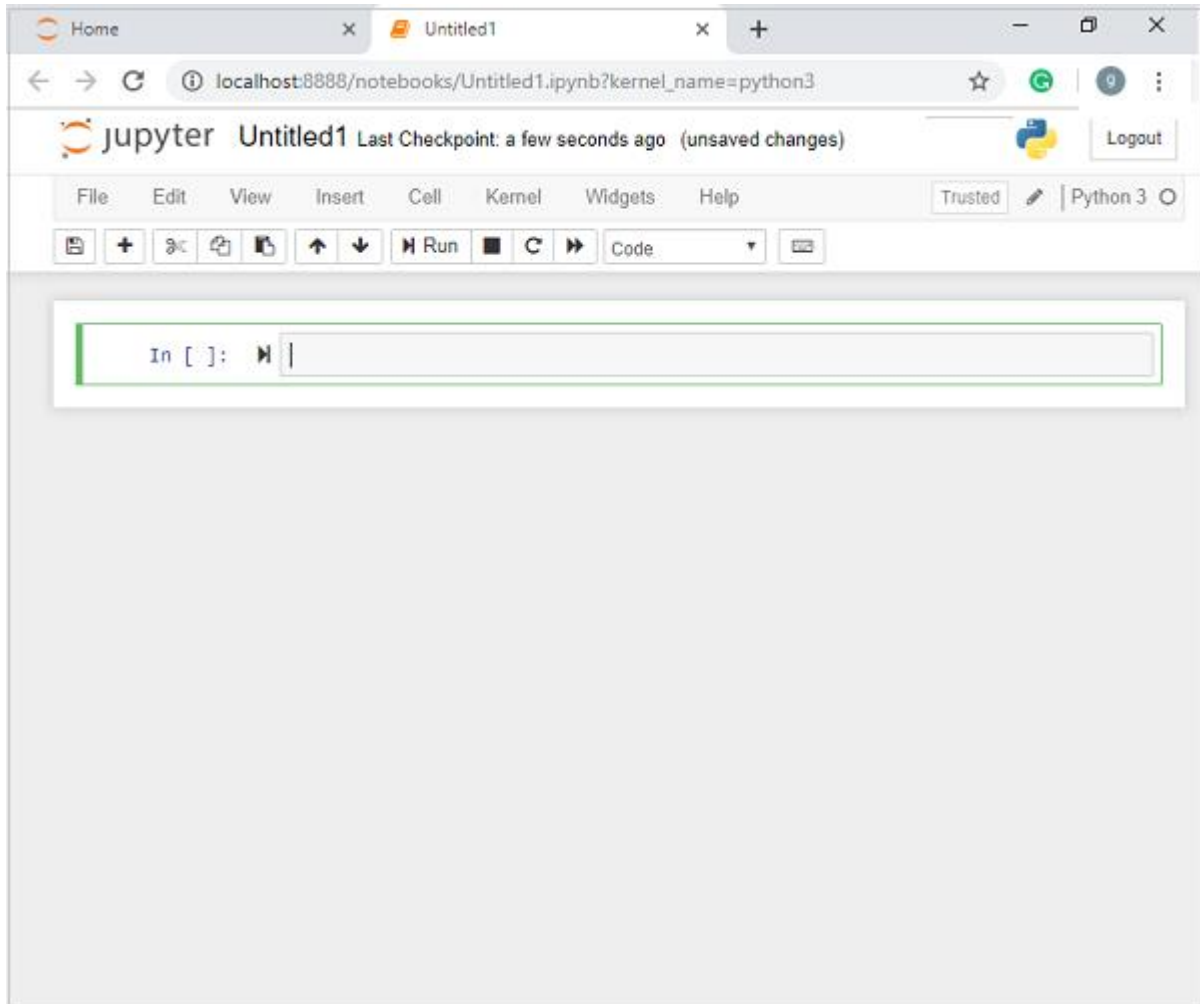 Home Untitled1
localhost:8888/notebooks/Untitled1.ipynb?kernel_name=python3 9
jupyter Untitled1 Last Checkpoint: a few seconds ago (unsaved changes) Logout
File Edit View Insert Cell Kernel Widgets Help Trusted Python 3
Run Code
In [ ]: